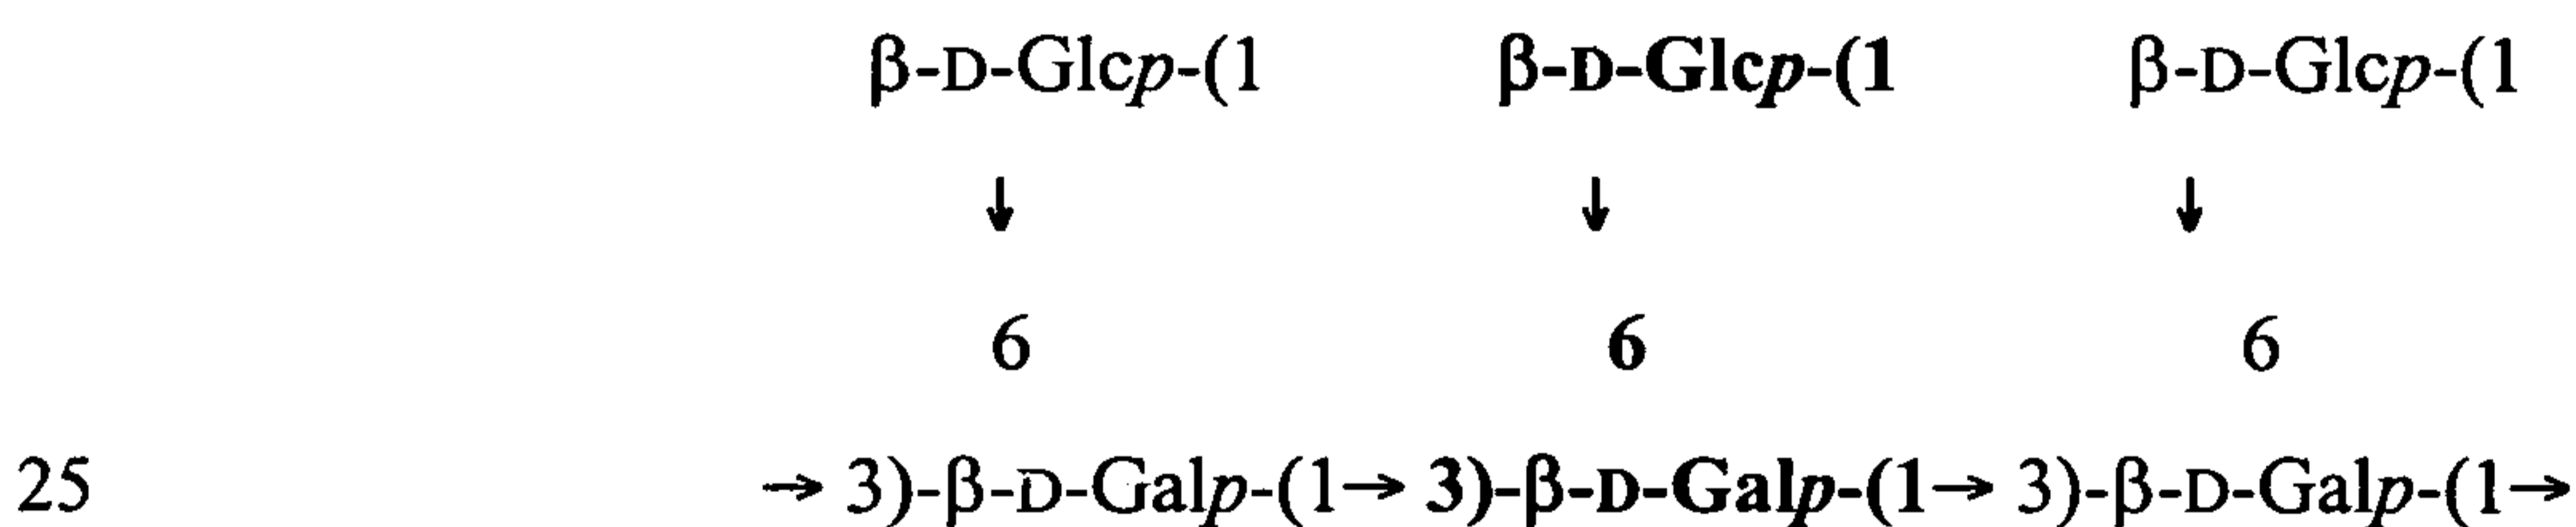 β-D-Glcp-(1 β-D-Glcp-(1 β-D-Glcp-(1
↓ ↓ ↓
6 6 6
25 → 3)-β-D-Galp-(1→ 3)-β-D-Galp-(1→ 3)-β-D-Galp-(1→